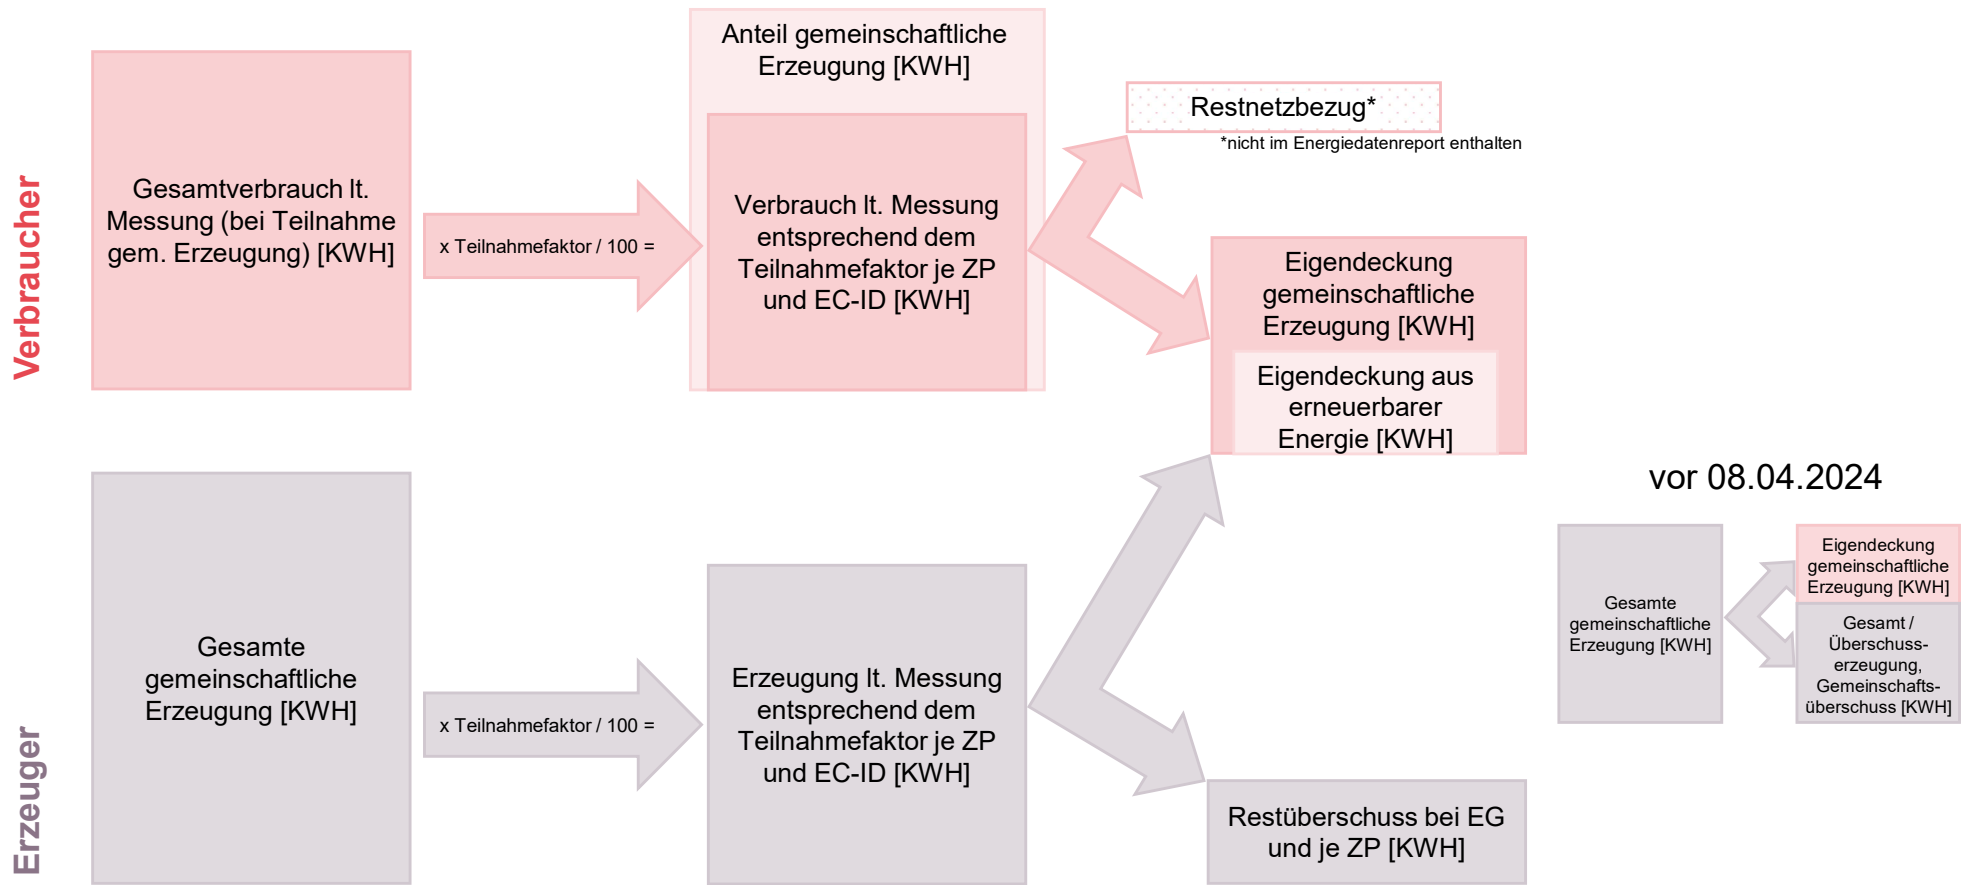 Verbraucher
Gesamtverbrauch lt.
Messung (bei Teilnahme
gem. Erzeugung) [KWH]
x Teilnahmefaktor / 100 =
Anteil gemeinschaftliche
Erzeugung [KWH]
Verbrauch lt. Messung
entsprechend dem
Teilnahmefaktor je ZP
und EC-ID [KWH]
Restnetzbezug*
*nicht im Energiedatenreport enthalten
Eigendeckung
gemeinschaftliche
Erzeugung [KWH]
Eigendeckung aus
erneuerbarer
Energie [KWH]
Erzeuger
Gesamte
gemeinschaftliche
Erzeugung [KWH]
x Teilnahmefaktor / 100 =
Erzeugung lt. Messung
entsprechend dem
Teilnahmefaktor je ZP
und EC-ID [KWH]
Restüberschuss bei EG
und je ZP [KWH]
vor 08.04.2024
Gesamte
gemeinschaftliche
Erzeugung [KWH]
Eigendeckung
gemeinschaftliche
Erzeugung [KWH]
Gesamt /
Überschuss-
erzeugung,
Gemeinschafts-
überschuss [KWH]